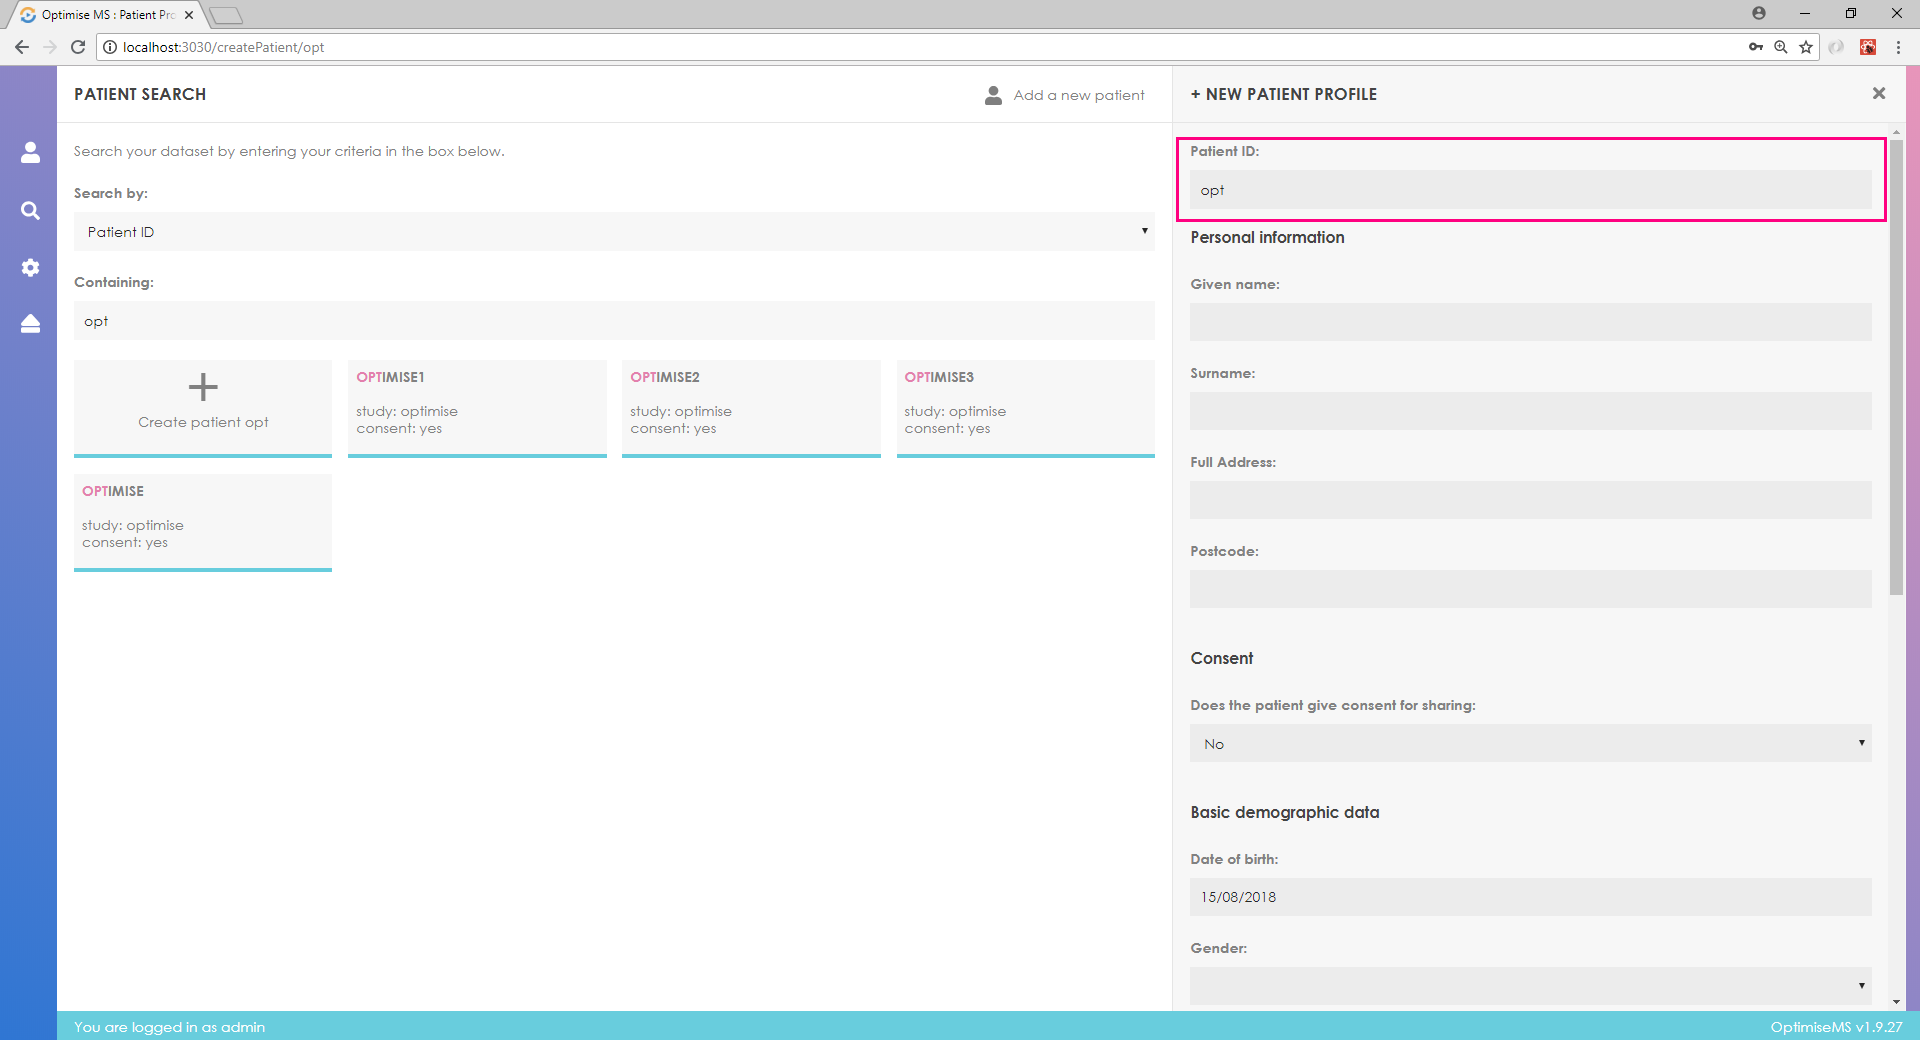 Optimise MS : Patient Pro
localhost:3030/createPatient/opt
PATIENT SEARCH
Add a new patient
Search your dataset by entering your criteria in the box below.
Search by:
Patient ID
Containing:
opt
Create patient opt
OPTIMISE1
study: optimise
consent: yes
OPTIMISE2
study: optimise
consent: yes
OPTIMISE3
study: optimise
consent: yes
OPTIMISE
study: optimise
consent: yes
+ NEW PATIENT PROFILE
Patient ID:
opt
Personal information
Given name:
Surname:
Full Address:
Postcode:
Consent
Does the patient give consent for sharing:
No
Basic demographic data
Date of birth:
15/08/2018
Gender:
You are logged in as admin
OptimiseMS v1.9.27